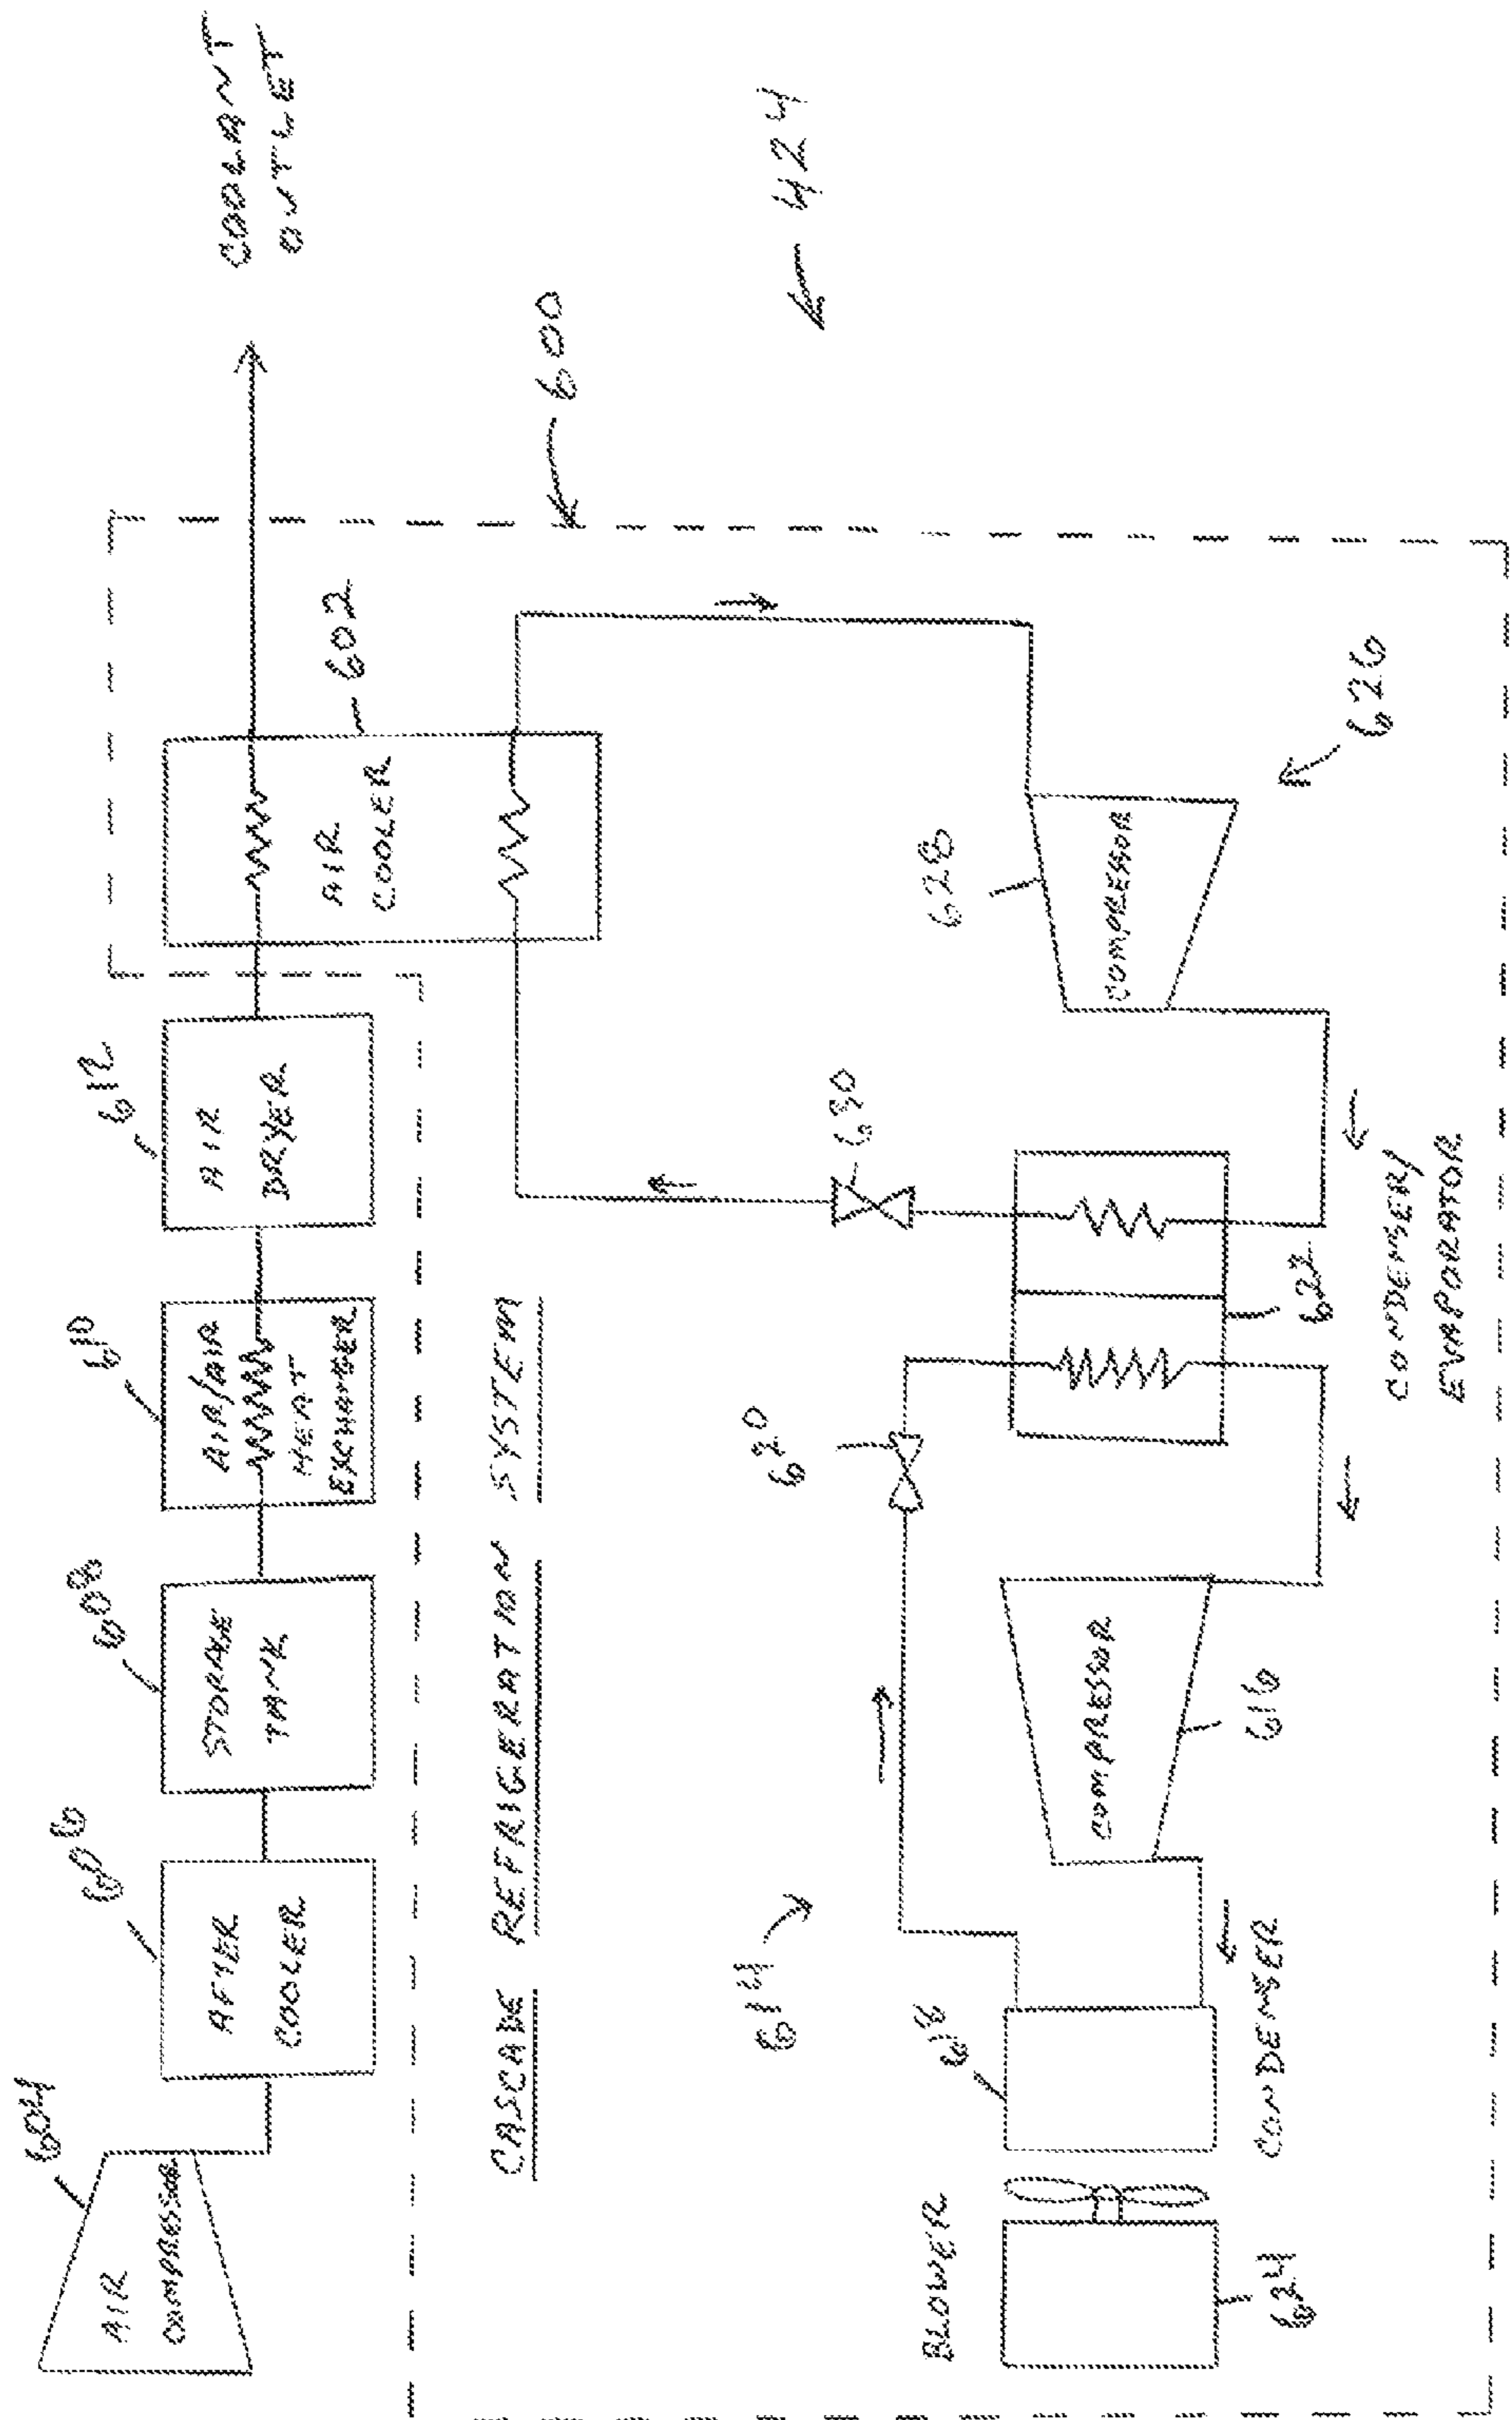 604
606
608
610
612
AIR
COMPRESSOR
AFTER
COOLER
STORAGE
TANK
AIR/AIR
HEAT
EXCHANGER
AIR
DRYER
AIR
COOLER
602
COOLANT
OUTLET
600
CASCADE REFRIGERATION SYSTEM
424
614
620
630
628
BLOWER
618
COMPRESSOR
COMPRESSOR
626
624
CONDENSER
616
622
CONDENSER/
EVAPORATOR